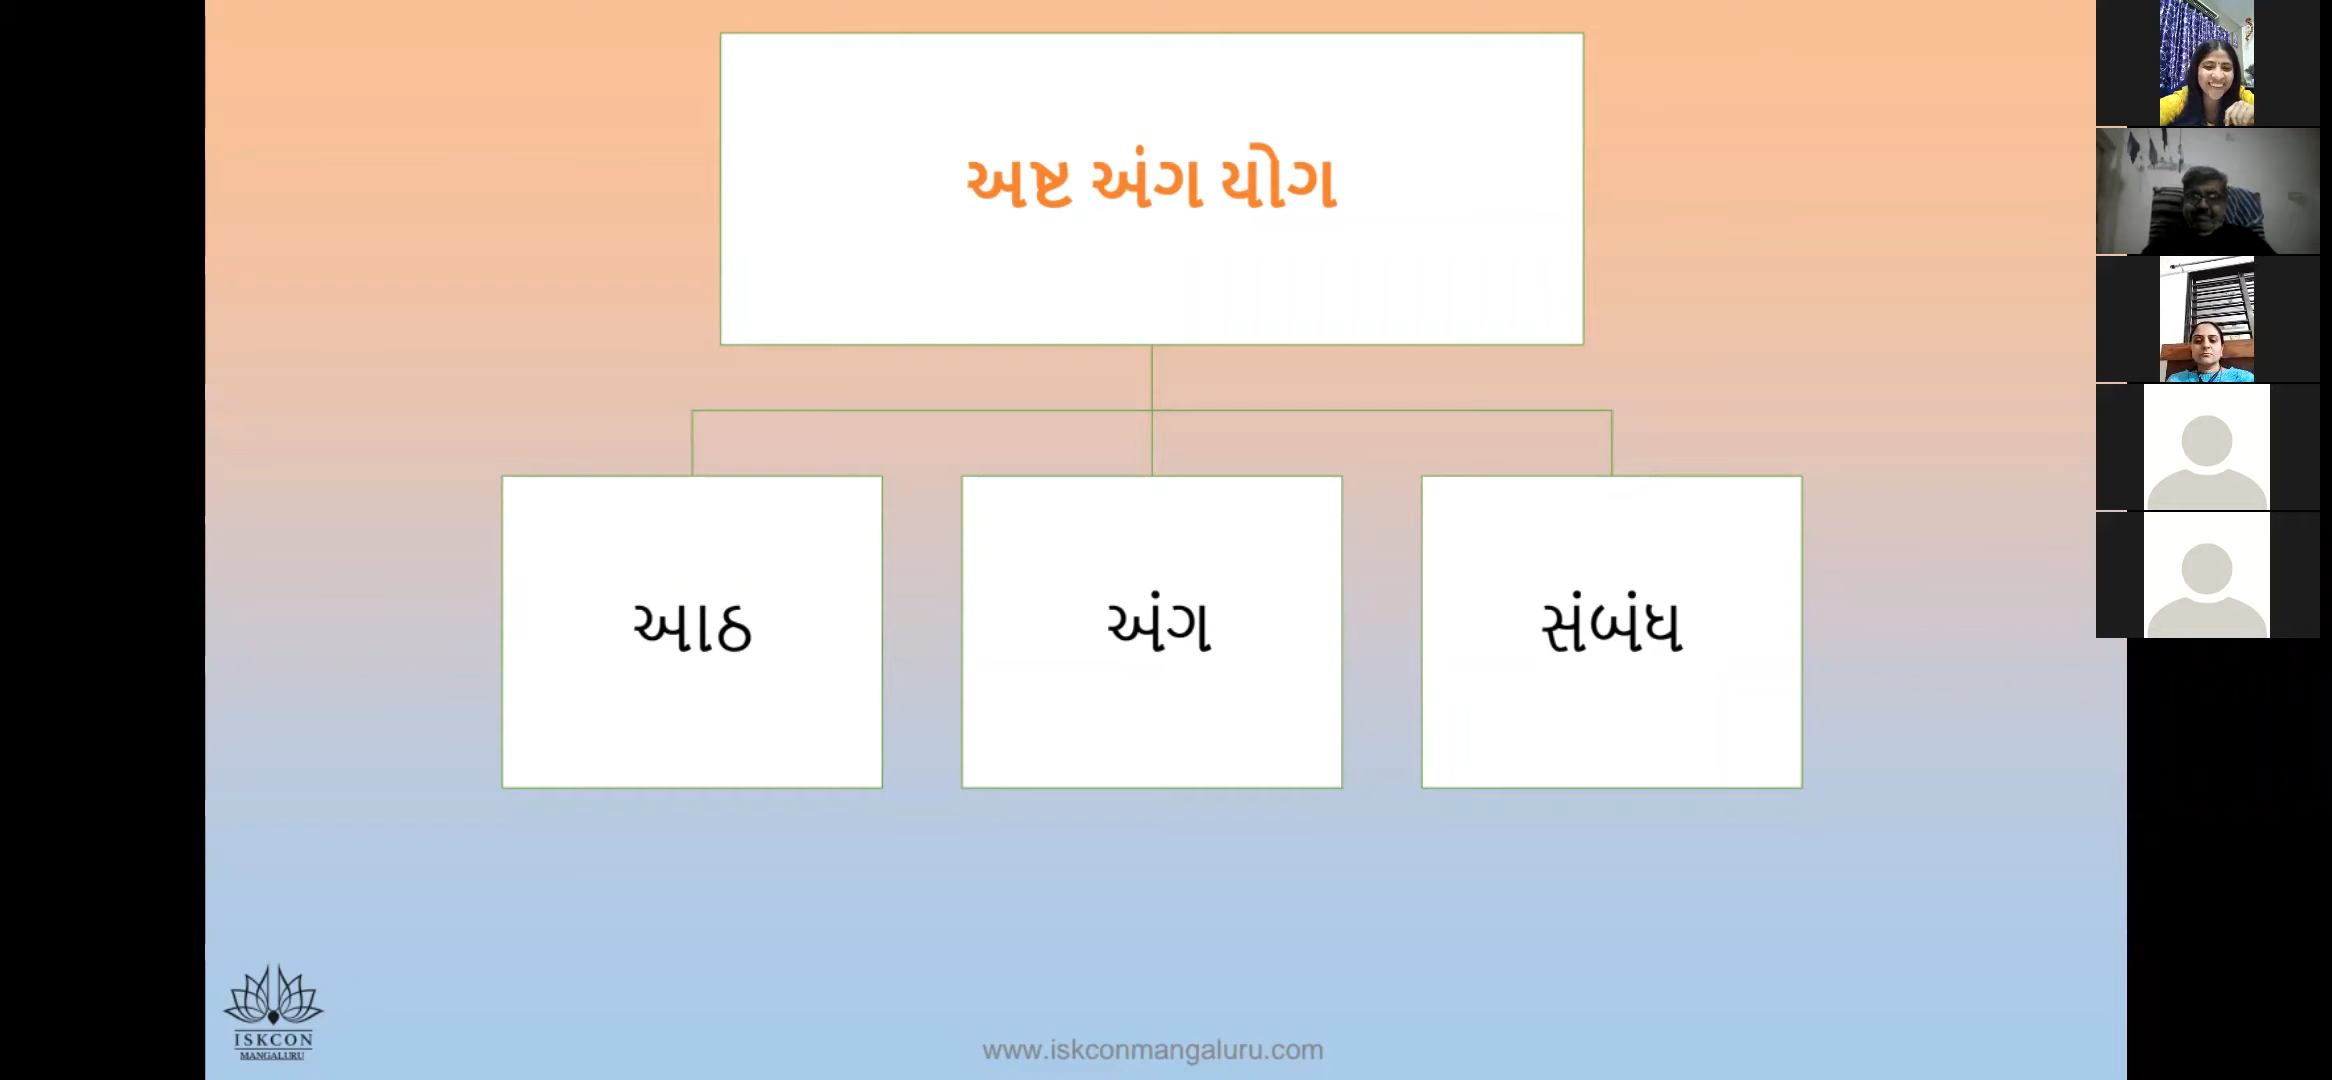 અષ્ટ અંગ યોગ
આઠ
અંગ
સંબંધ
ISKCON
MANGALURU
www.iskconmangaluru.com